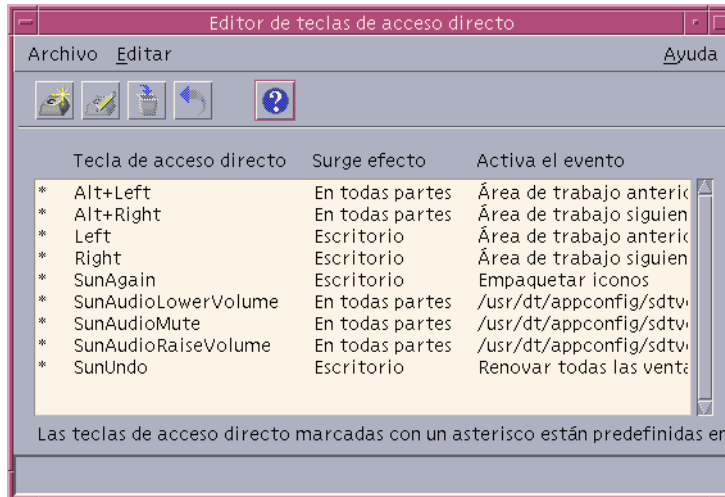 Editor de teclas de acceso directo
Archivo Editar Ayuda
Tecla de acceso directo Surge efecto Activa el evento
* Alt+Left En todas partes Área de trabajo anterio
* Alt+Right En todas partes Área de trabajo siguien
* Left Escritorio Área de trabajo anterio
* Right Escritorio Área de trabajo siguien
* SunAgain Escritorio Empaquetar iconos
* SunAudioLowerVolume En todas partes /usr/dt/appconfig/sdtv
* SunAudioMute En todas partes /usr/dt/appconfig/sdtv
* SunAudioRaiseVolume En todas partes /usr/dt/appconfig/sdtv
* SunUndo Escritorio Renovar todas las venta
Las teclas de acceso directo marcadas con un asterisco están predefinidas en